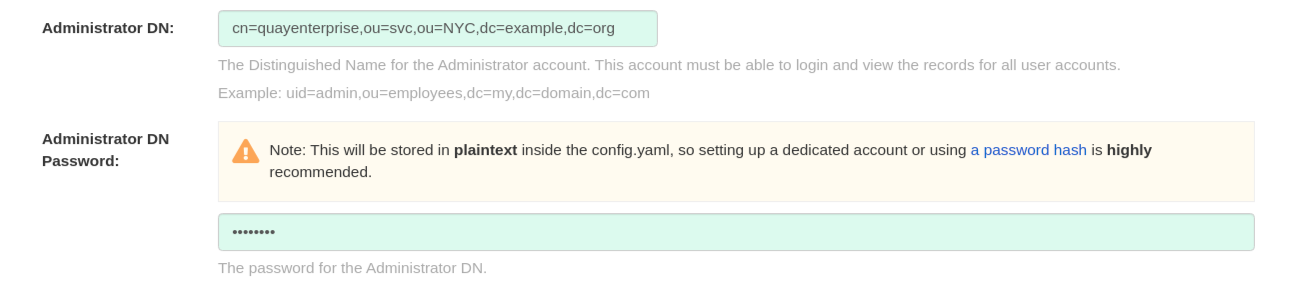 Administrator DN:
cn=quayenterprise,ou=svc,ou=NYC,dc=example,dc=org
The Distinguished Name for the Administrator account. This account must be able to login and view the records for all user accounts.
Example: uid=admin,ou=employees,dc=my,dc=domain,dc=com
Administrator DN
Password:
Note: This will be stored in plaintext inside the config.yaml, so setting up a dedicated account or using a password hash is highly
recommended.
••••••••
The password for the Administrator DN.